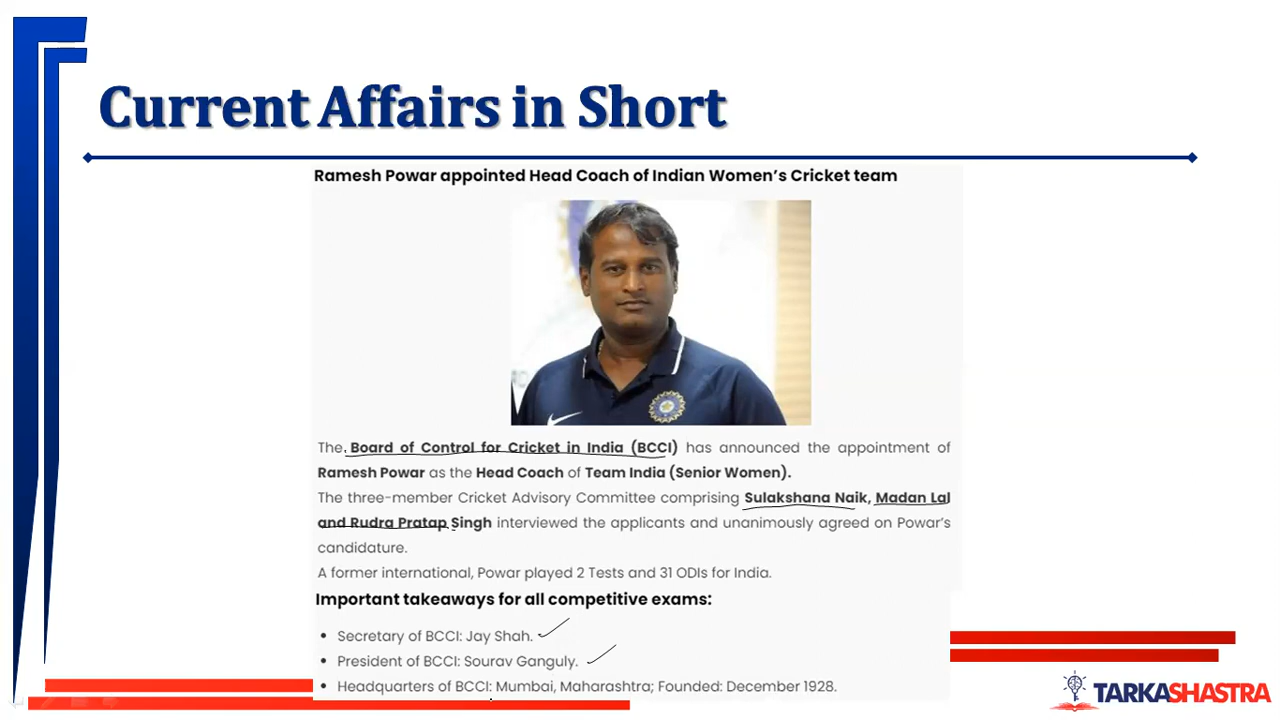 Current Affairs in Short
Ramesh Powar appointed Head Coach of Indian Women's Cricket team
The Board of Control for Cricket in India (BCCI) has announced the appointment of
Ramesh Powar as the Head Coach of Team India (Senior Women).
The three-member Cricket Advisory Committee comprising Sulakshana Naik, Madan Lal
and Rudra Pratap Singh interviewed the applicants and unanimously agreed on Powar's
candidature.
A former international, Powar played 2 Tests and 31 ODIs for India.
Important takeaways for all competitive exams:
• Secretary of BCCI: Jay Shah.
• President of BCCI: Sourav Ganguly.
• Headquarters of BCCI: Mumbai, Maharashtra; Founded: December 1928.
TARKASHASTRA